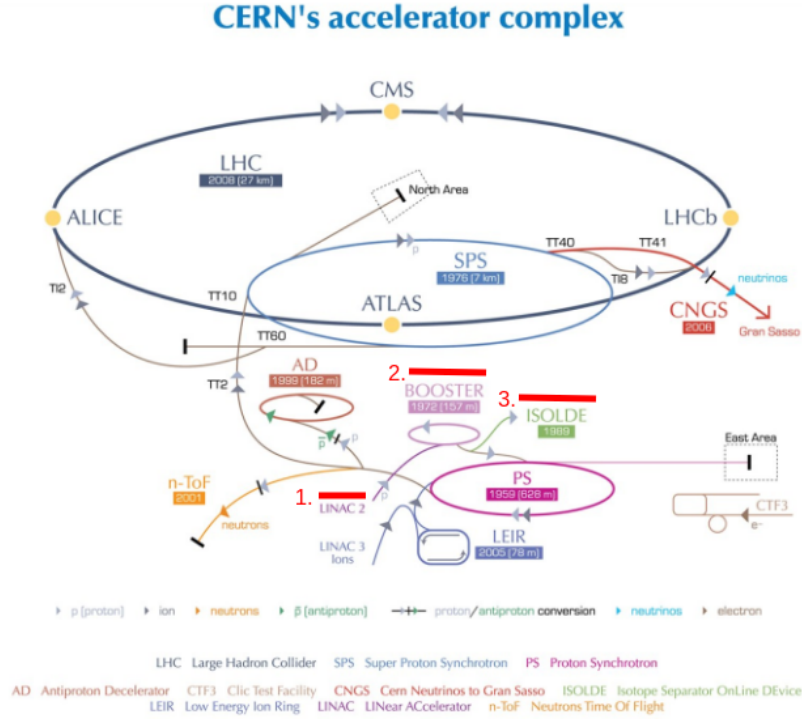 CERN's accelerator complex
CMS
LHC
2008 (27 km)
North Area
ALICE
LHCb
TT40
TT41
p
SPS
1976 (7 km)
TI8
neutrinos
TI2
TT10
ATLAS
CNGS
2006
Gran Sasso
TT60
AD
1999 (182 m)
TT2
2.
BOOSTER
1972 (157 m)
3.
ISOLDE
1989
p
p̄
East Area
n-ToF
2001
PS
1959 (628 m)
1.
LINAC 2
p
CTF3
e-
neutrons
LINAC 3
Ions
LEIR
2005 (78 m)
p (proton)
ion
neutrons
p̄ (antiproton)
proton/antiproton conversion
neutrinos
electron
LHC Large Hadron Collider SPS Super Proton Synchrotron PS Proton Synchrotron
AD Antiproton Decelerator CTF3 Clic Test Facility CNGS Cern Neutrinos to Gran Sasso ISOLDE Isotope Separator OnLine DEvice
LEIR Low Energy Ion Ring LINAC LINear ACcelerator n-ToF Neutrons Time Of Flight